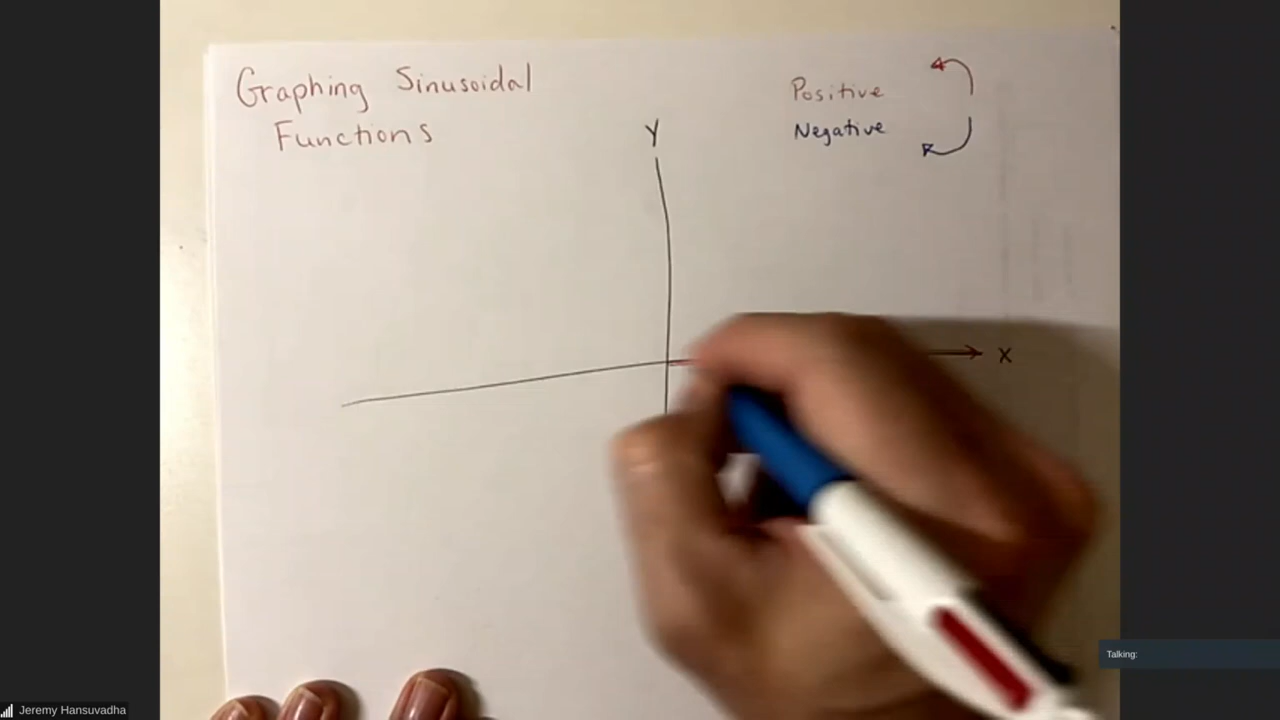 Graphing Sinusoidal
Functions
Positive
Negative
Y
X
Talking:
Jeremy Hansuvadha